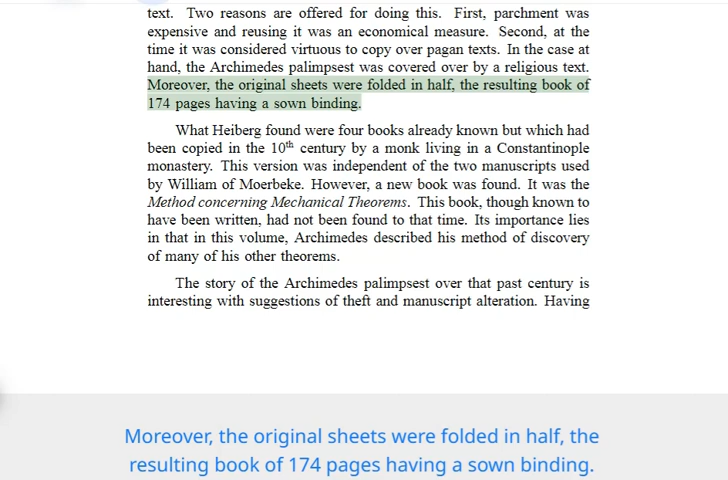 text. Two reasons are offered for doing this. First, parchment was
expensive and reusing it was an economical measure. Second, at the
time it was considered virtuous to copy over pagan texts. In the case at
hand, the Archimedes palimpsest was covered over by a religious text.
Moreover, the original sheets were folded in half, the resulting book of
174 pages having a sown binding.
What Heiberg found were four books already known but which had
been copied in the 10th century by a monk living in a Constantinople
monastery. This version was independent of the two manuscripts used
by William of Moerbeke. However, a new book was found. It was the
Method concerning Mechanical Theorems. This book, though known to
have been written, had not been found to that time. Its importance lies
in that in this volume, Archimedes described his method of discovery
of many of his other theorems.
The story of the Archimedes palimpsest over that past century is
interesting with suggestions of theft and manuscript alteration. Having
Moreover, the original sheets were folded in half, the
resulting book of 174 pages having a sown binding.